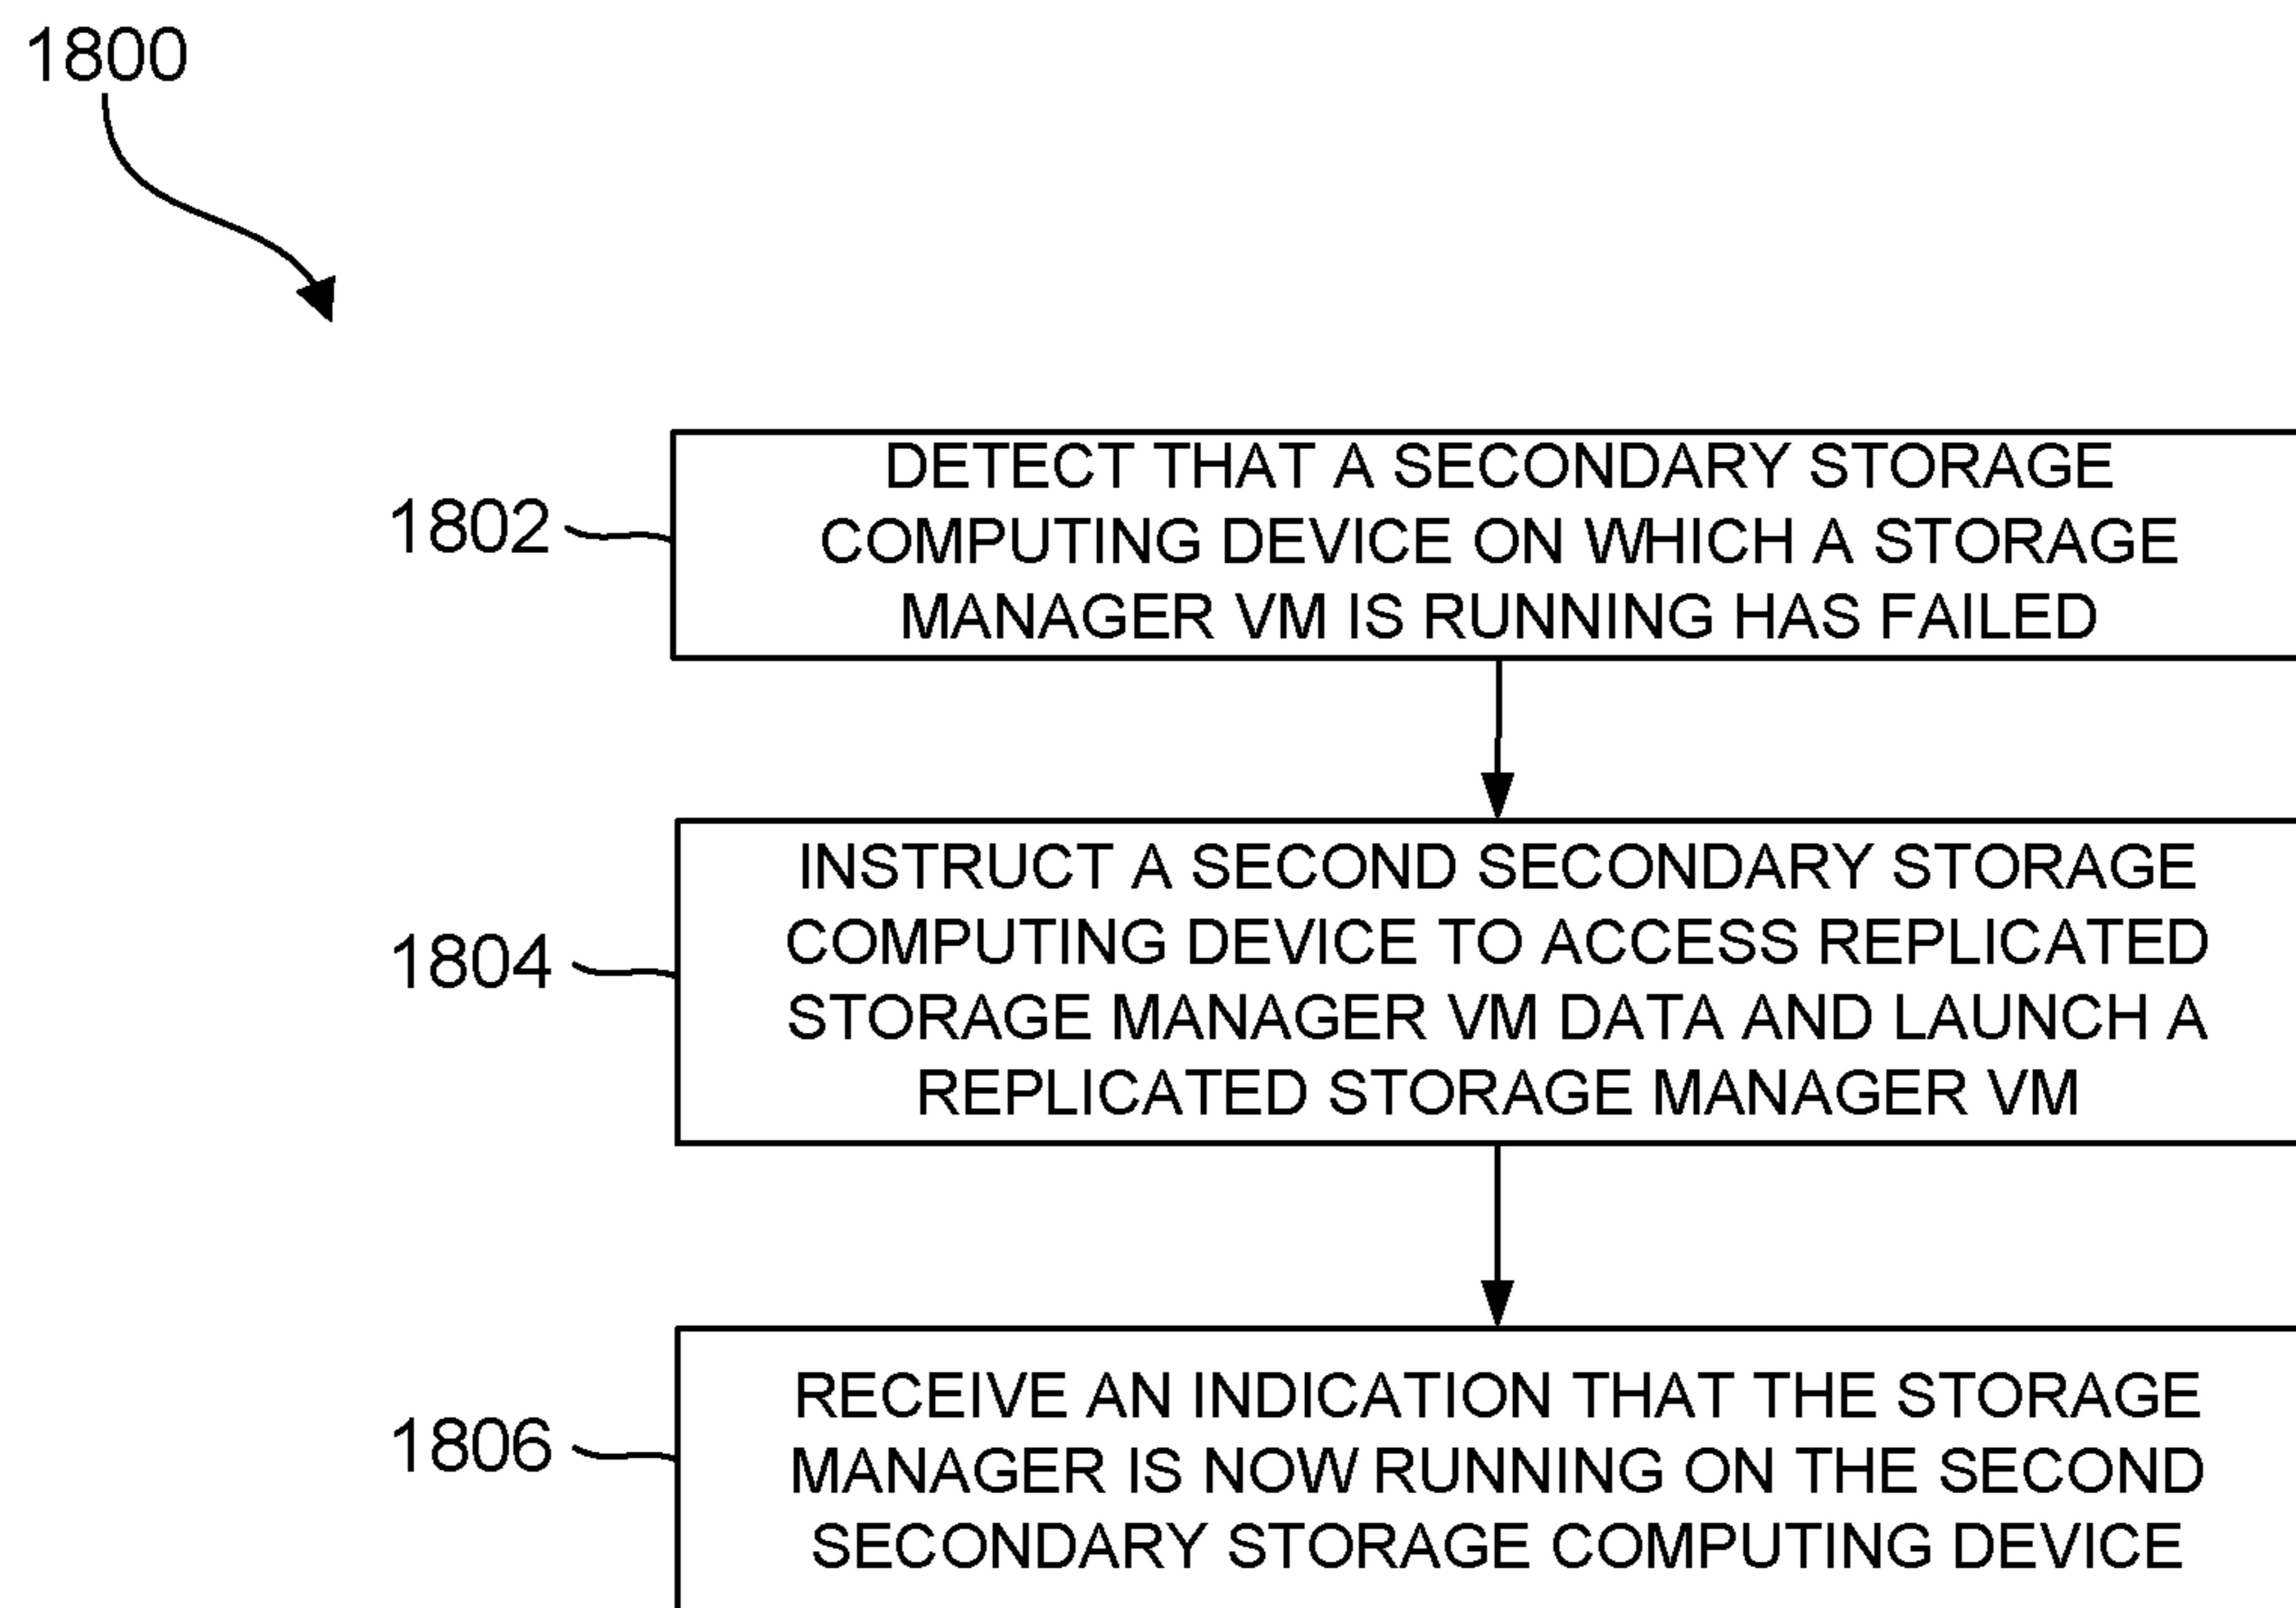 1800
1802
DETECT THAT A SECONDARY STORAGE
COMPUTING DEVICE ON WHICH A STORAGE
MANAGER VM IS RUNNING HAS FAILED
1804
INSTRUCT A SECOND SECONDARY STORAGE
COMPUTING DEVICE TO ACCESS REPLICATED
STORAGE MANAGER VM DATA AND LAUNCH A
REPLICATED STORAGE MANAGER VM
1806
RECEIVE AN INDICATION THAT THE STORAGE
MANAGER IS NOW RUNNING ON THE SECOND
SECONDARY STORAGE COMPUTING DEVICE